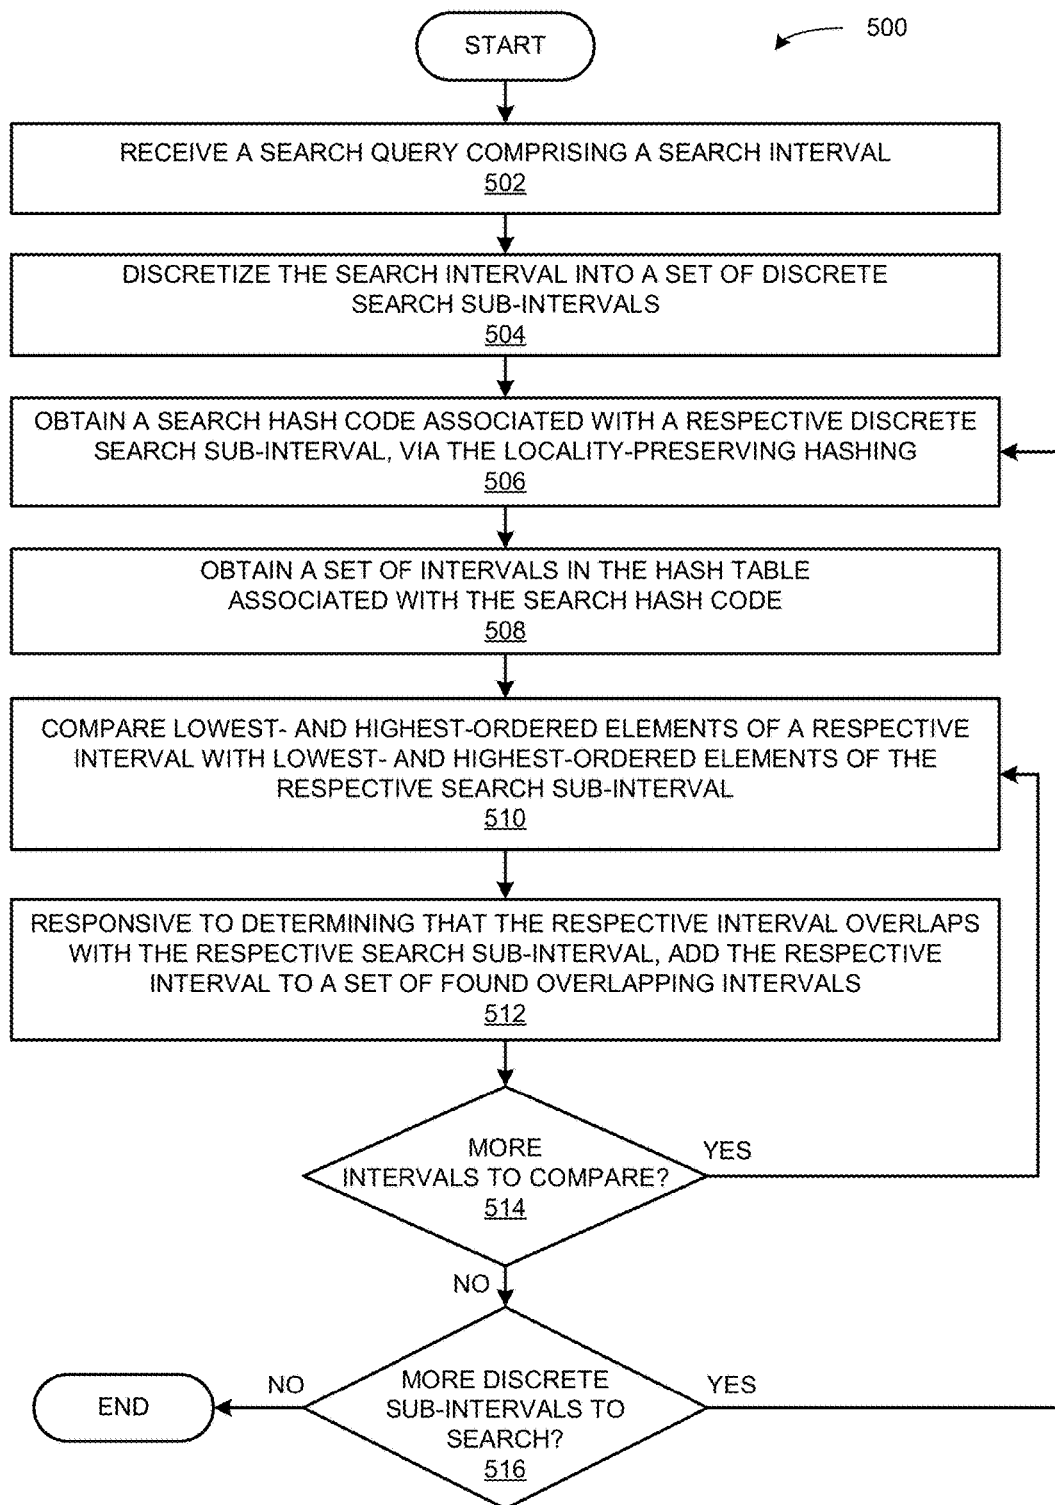 START
500
RECEIVE A SEARCH QUERY COMPRISING A SEARCH INTERVAL
502
DISCRETIZE THE SEARCH INTERVAL INTO A SET OF DISCRETE
SEARCH SUB-INTERVALS
504
OBTAIN A SEARCH HASH CODE ASSOCIATED WITH A RESPECTIVE DISCRETE
SEARCH SUB-INTERVAL, VIA THE LOCALITY-PRESERVING HASHING
506
OBTAIN A SET OF INTERVALS IN THE HASH TABLE
ASSOCIATED WITH THE SEARCH HASH CODE
508
COMPARE LOWEST- AND HIGHEST-ORDERED ELEMENTS OF A RESPECTIVE
INTERVAL WITH LOWEST- AND HIGHEST-ORDERED ELEMENTS OF THE
RESPECTIVE SEARCH SUB-INTERVAL
510
RESPONSIVE TO DETERMINING THAT THE RESPECTIVE INTERVAL OVERLAPS
WITH THE RESPECTIVE SEARCH SUB-INTERVAL, ADD THE RESPECTIVE
INTERVAL TO A SET OF FOUND OVERLAPPING INTERVALS
512
MORE
INTERVALS TO COMPARE?
514
YES
NO
MORE DISCRETE
SUB-INTERVALS TO
SEARCH?
516
NO
YES
END